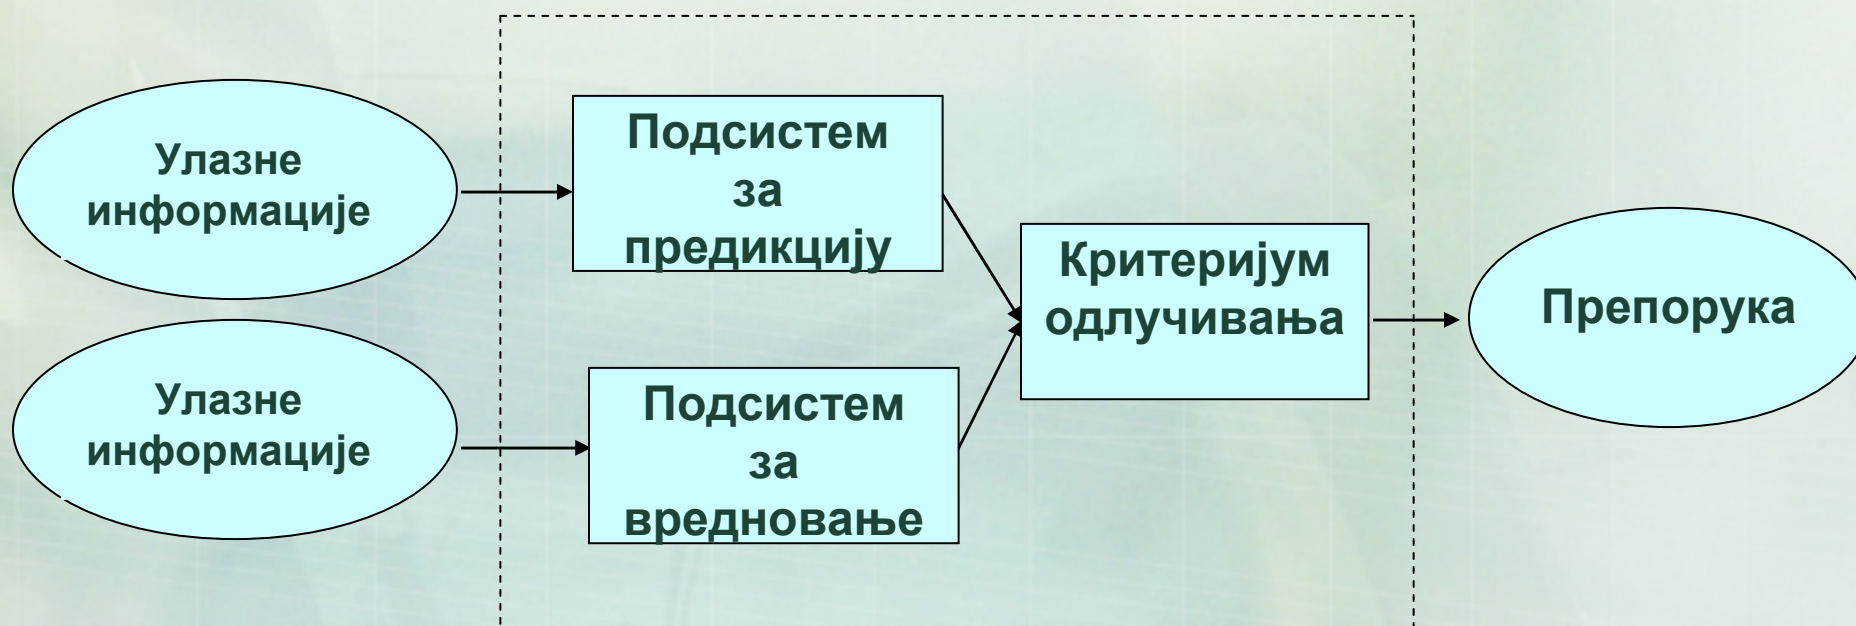 Улазне
информације
Подсистем
за
предикцију
Улазне
информације
Подсистем
за
вредновање
Критеријум
одлучивања
Препорука